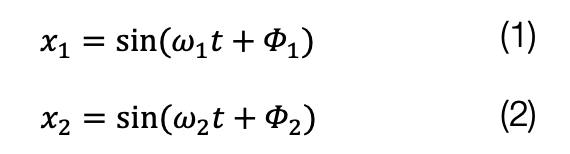 x₁ = sin(ω₁t + Φ₁) (1)
x₂ = sin(ω₂t + Φ₂) (2)